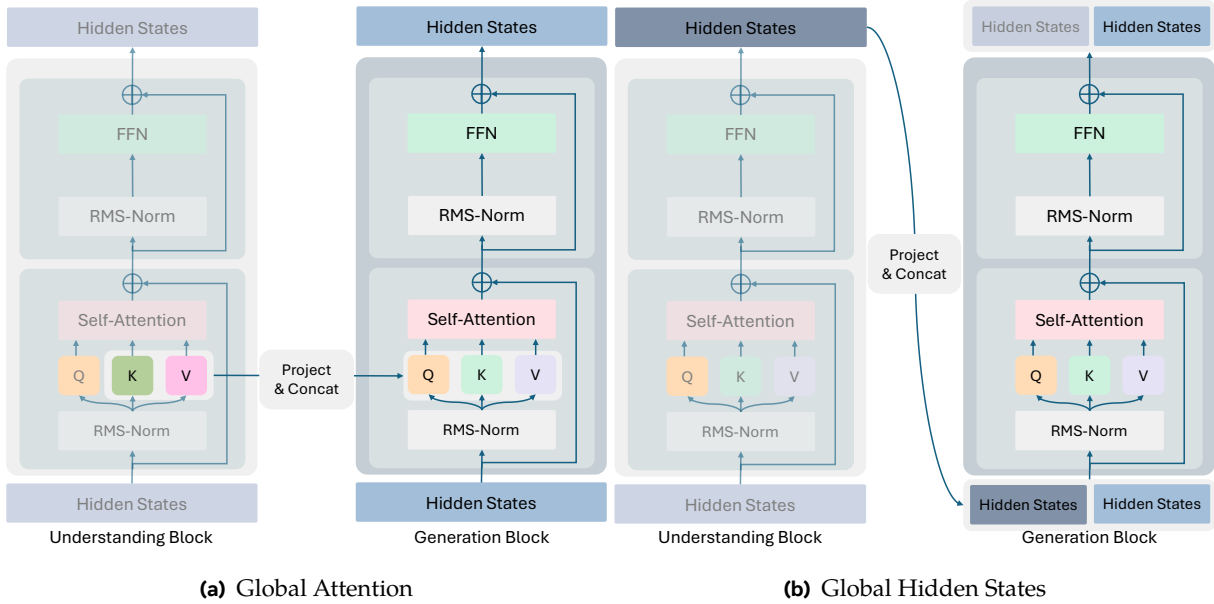 Hidden States
FFN
RMS-Norm
Self-Attention
Q
K
V
RMS-Norm
Hidden States
Understanding Block
Project
& Concat
Hidden States
FFN
RMS-Norm
Self-Attention
Q
K
V
RMS-Norm
Hidden States
Generation Block
(a) Global Attention
Hidden States
FFN
RMS-Norm
Self-Attention
Q
K
V
RMS-Norm
Hidden States
Understanding Block
Project
& Concat
Hidden States Hidden States
FFN
RMS-Norm
Self-Attention
Q
K
V
RMS-Norm
Hidden States Hidden States
Generation Block
(b) Global Hidden States